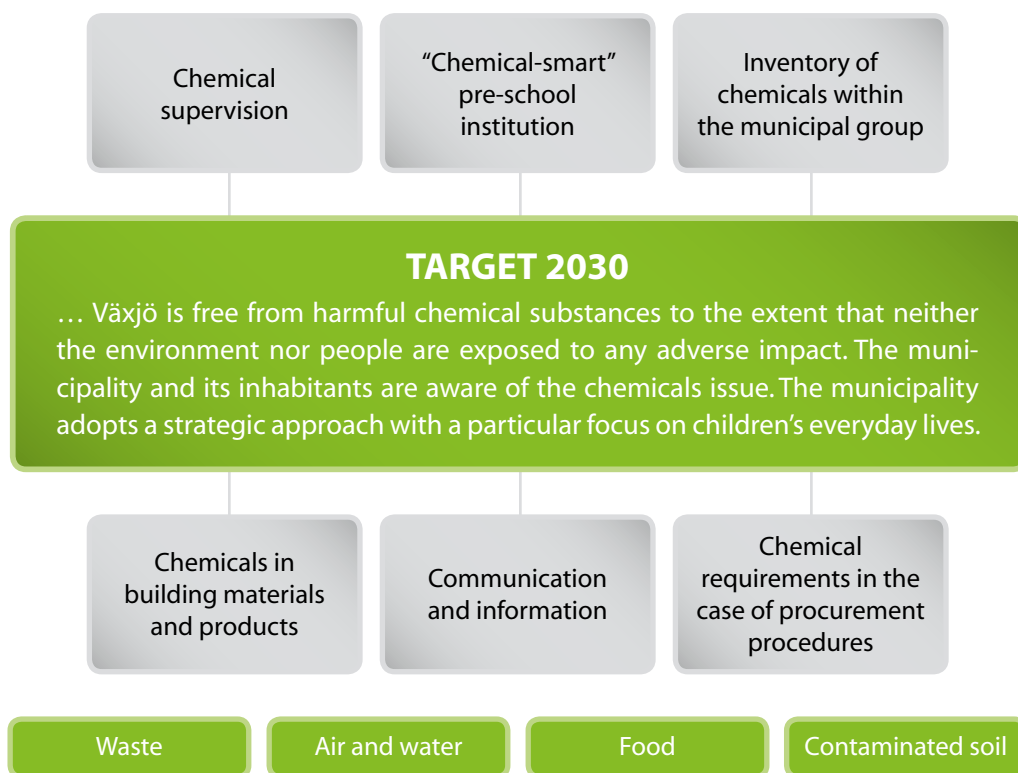 Chemical
supervision
“Chemical-smart”
pre-school
institution
Inventory of
chemicals within
the municipal group
TARGET 2030
… Växjö is free from harmful chemical substances to the extent that neither
the environment nor people are exposed to any adverse impact. The muni-
cipality and its inhabitants are aware of the chemicals issue. The municipality
adopts a strategic approach with a particular focus on children’s everyday lives.
Chemicals in
building materials
and products
Communication
and information
Chemical
requirements in the
case of procurement
procedures
Waste
Air and water
Food
Contaminated soil